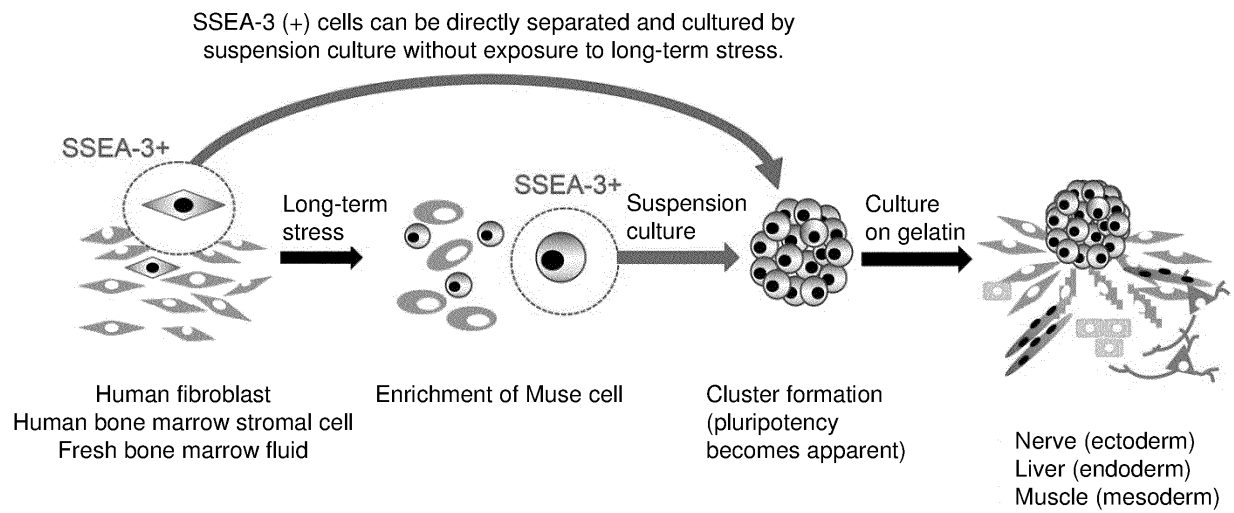 SSEA-3 (+) cells can be directly separated and cultured by
suspension culture without exposure to long-term stress.
SSEA-3+
Long-term
stress
SSEA-3+
Suspension
culture
Culture
on gelatin
Human fibroblast
Human bone marrow stromal cell
Fresh bone marrow fluid
Enrichment of Muse cell
Cluster formation
(pluripotency
becomes apparent)
Nerve (ectoderm)
Liver (endoderm)
Muscle (mesoderm)